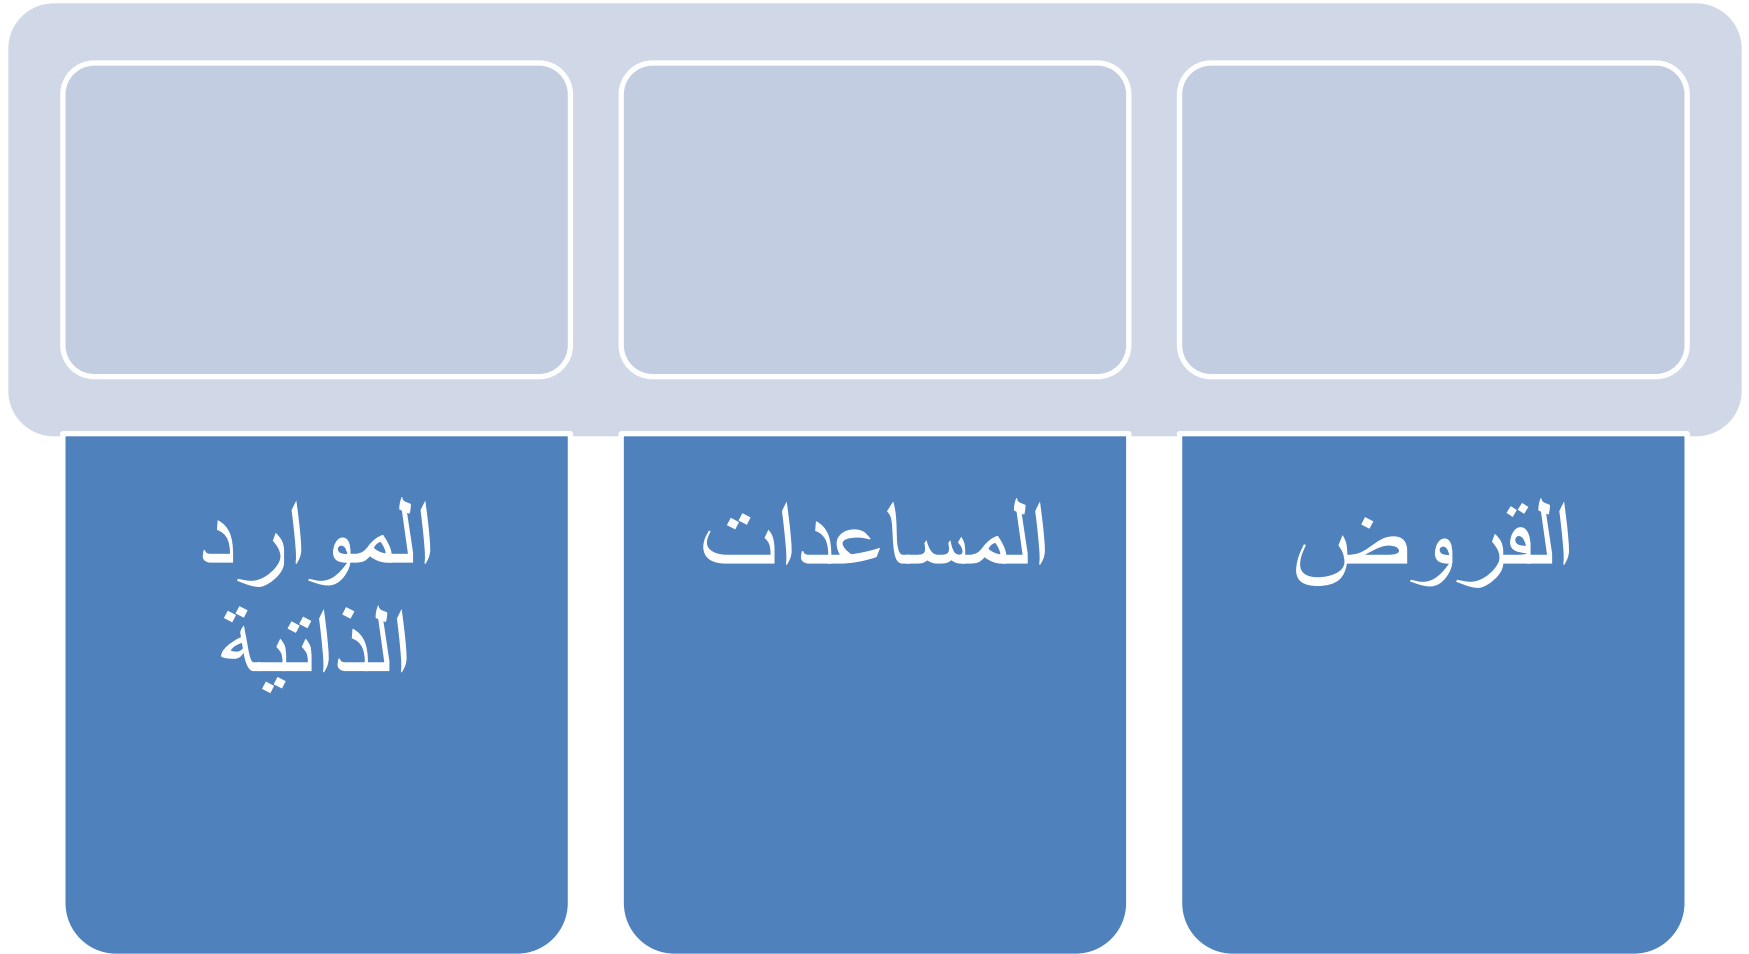 القروض
المساعدات
الموارد
الذاتية